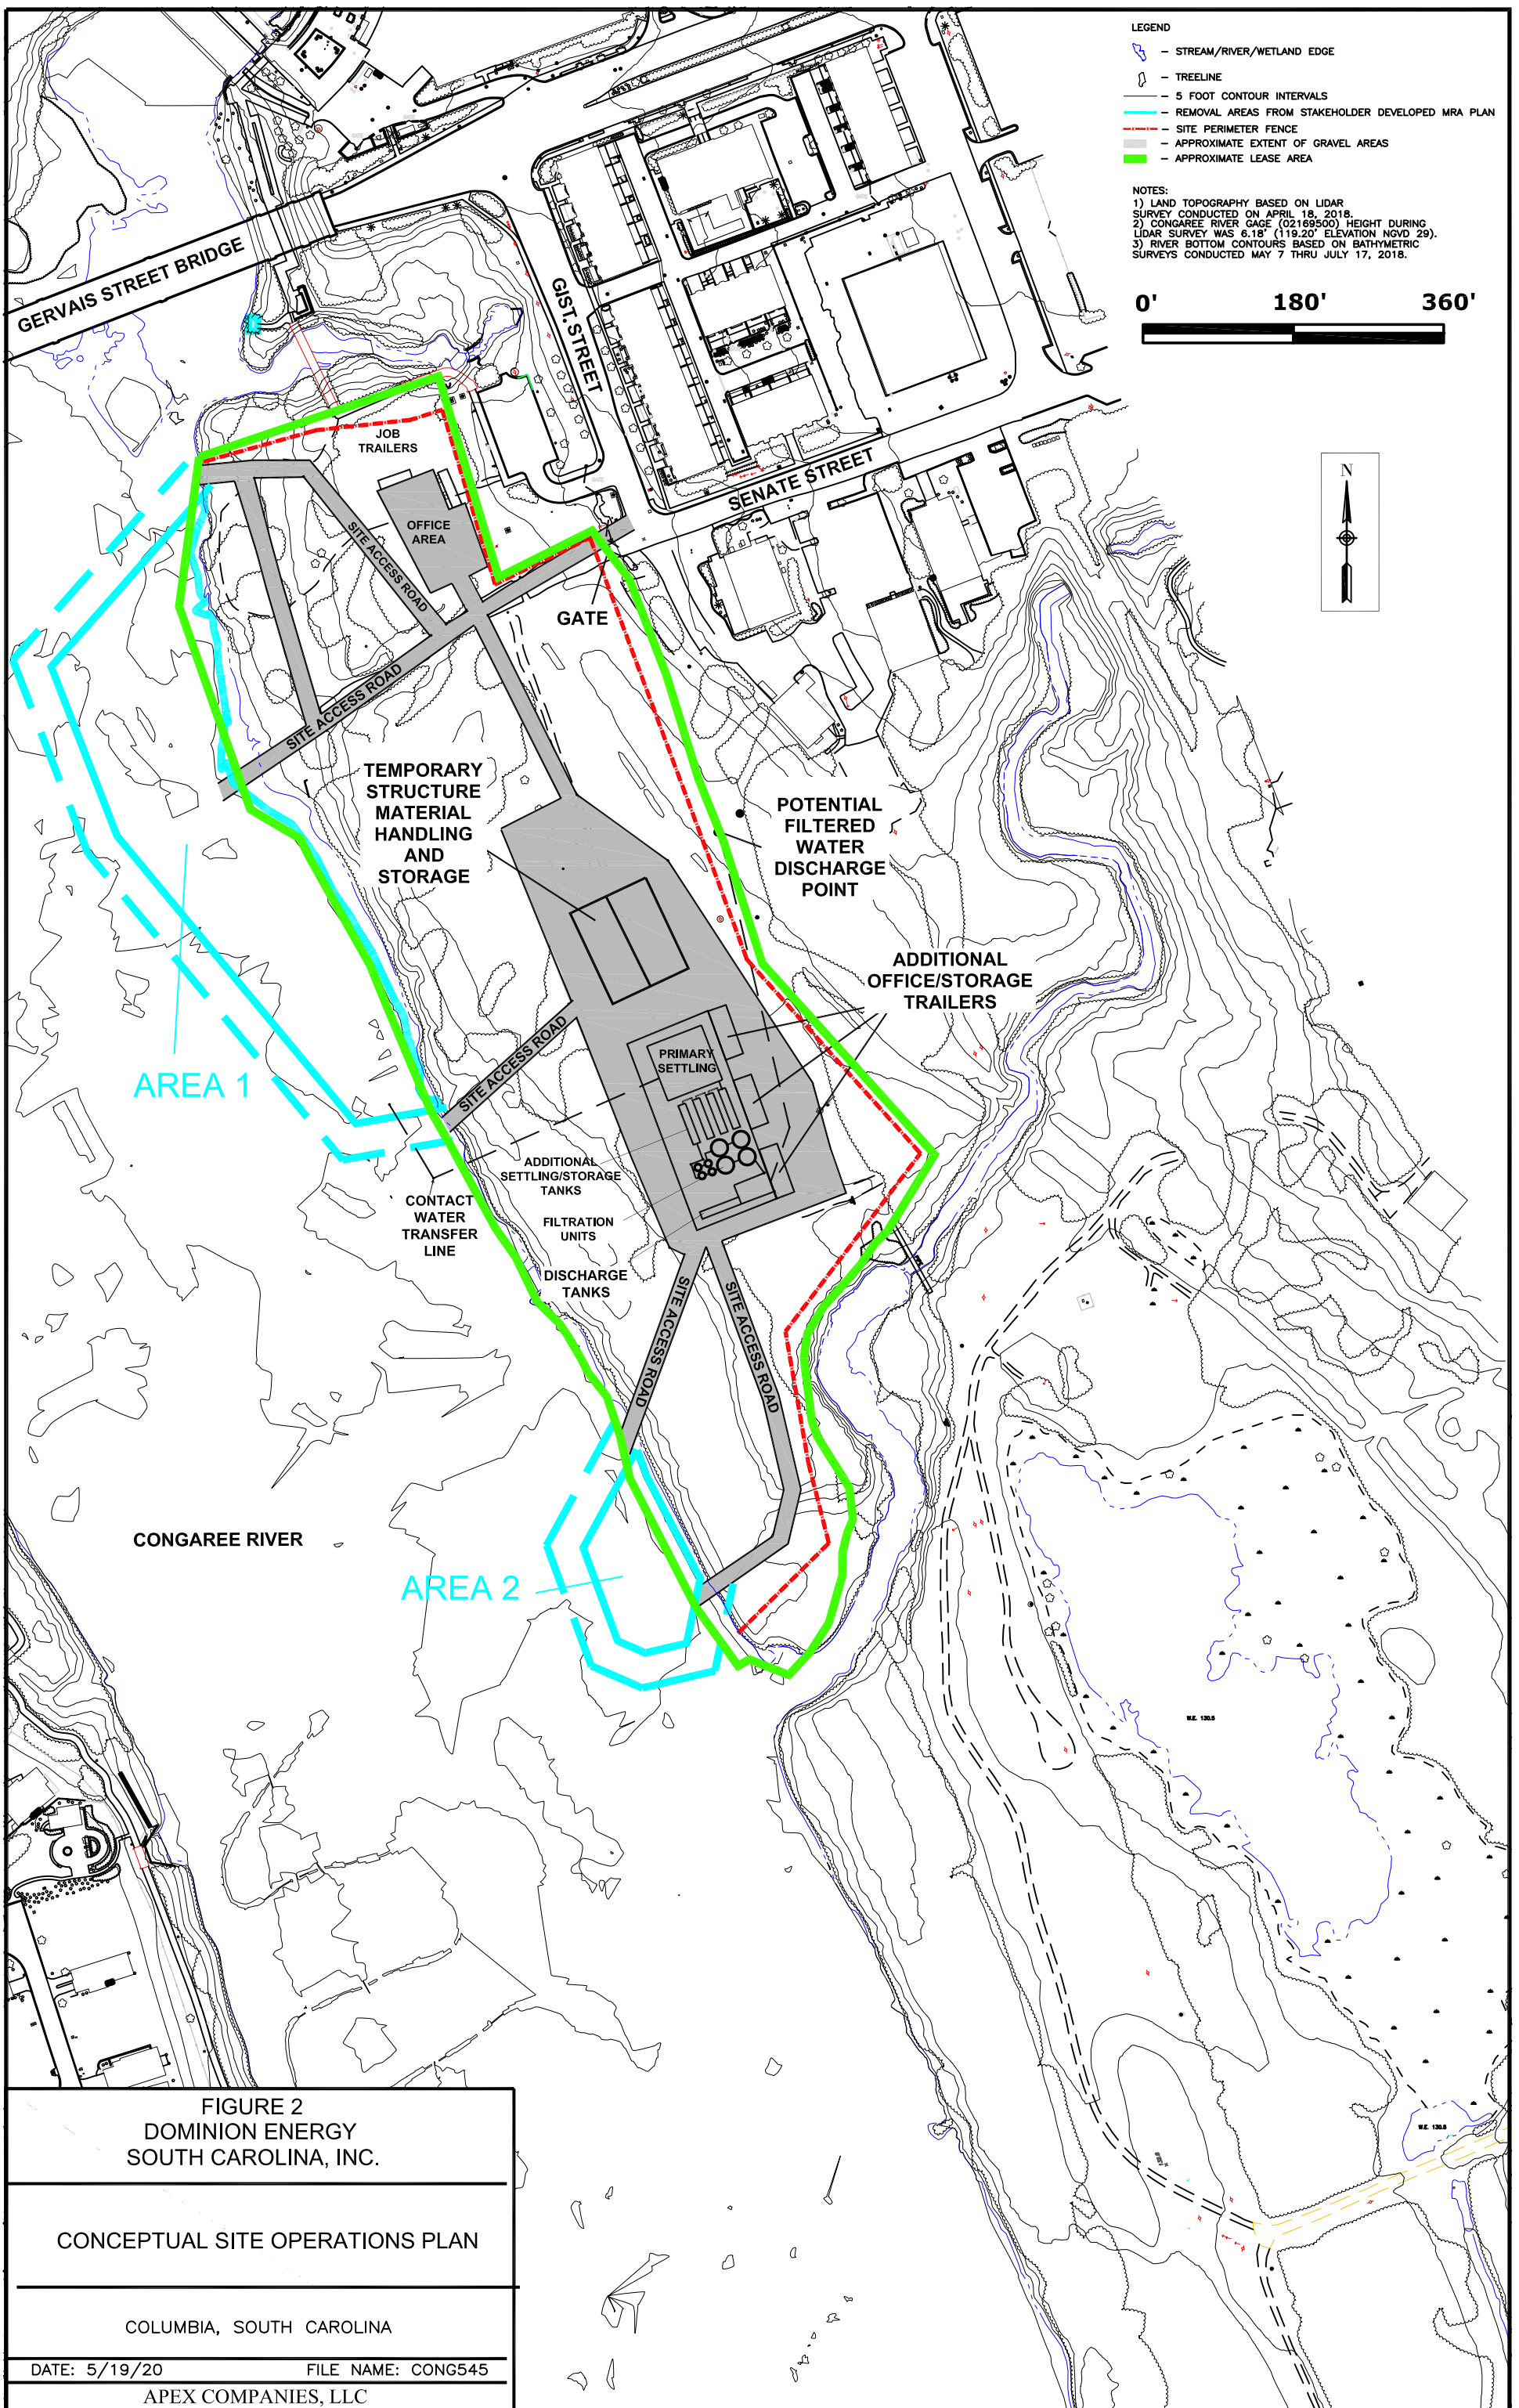 LEGEND
– STREAM/RIVER/WETLAND EDGE
– TREELINE
– 5 FOOT CONTOUR INTERVALS
– REMOVAL AREAS FROM STAKEHOLDER DEVELOPED MRA PLAN
– SITE PERIMETER FENCE
– APPROXIMATE EXTENT OF GRAVEL AREAS
– APPROXIMATE LEASE AREA
NOTES:
1) LAND TOPOGRAPHY BASED ON LIDAR
SURVEY CONDUCTED ON APRIL 18, 2018.
2) CONGAREE RIVER GAGE (02169500) HEIGHT DURING
LIDAR SURVEY WAS 6.18' (119.20' ELEVATION NGVD 29).
3) RIVER BOTTOM CONTOURS BASED ON BATHYMETRIC
SURVEYS CONDUCTED MAY 7 THRU JULY 17, 2018.
0' 180' 360'
N
GERVAIS STREET BRIDGE
GIST. STREET
SENATE STREET
JOB
TRAILERS
OFFICE
AREA
SITE ACCESS ROAD
GATE
SITE ACCESS ROAD
TEMPORARY
STRUCTURE
MATERIAL
HANDLING
AND
STORAGE
POTENTIAL
FILTERED
WATER
DISCHARGE
POINT
ADDITIONAL
OFFICE/STORAGE
TRAILERS
SITE ACCESS ROAD
PRIMARY
SETTLING
AREA 1
ADDITIONAL
SETTLING/STORAGE
TANKS
CONTACT
WATER
TRANSFER
LINE
FILTRATION
UNITS
DISCHARGE
TANKS
SITE ACCESS ROAD
SITE ACCESS ROAD
CONGAREE RIVER
AREA 2
W.E. 130.5
W.E. 130.5
FIGURE 2
DOMINION ENERGY
SOUTH CAROLINA, INC.
CONCEPTUAL SITE OPERATIONS PLAN
COLUMBIA, SOUTH CAROLINA
DATE: 5/19/20 FILE NAME: CONG545
APEX COMPANIES, LLC